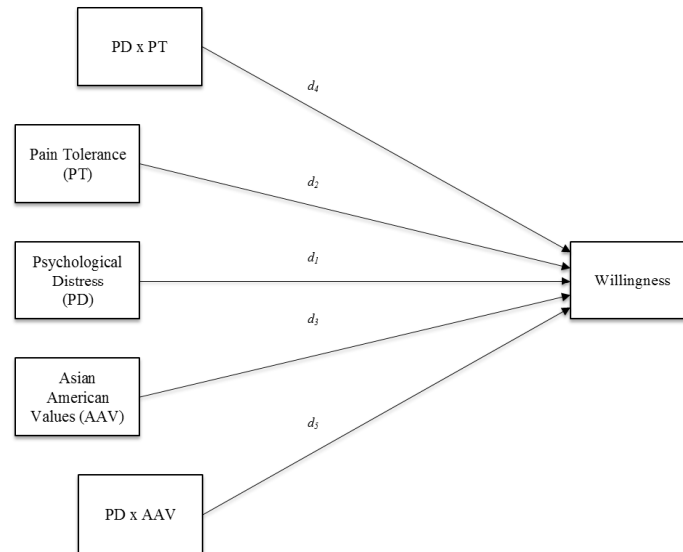 PD x PT
d4
Pain Tolerance
(PT)
d2
Psychological
Distress
(PD)
d1
Willingness
d3
Asian
American
Values (AAV)
d5
PD x AAV